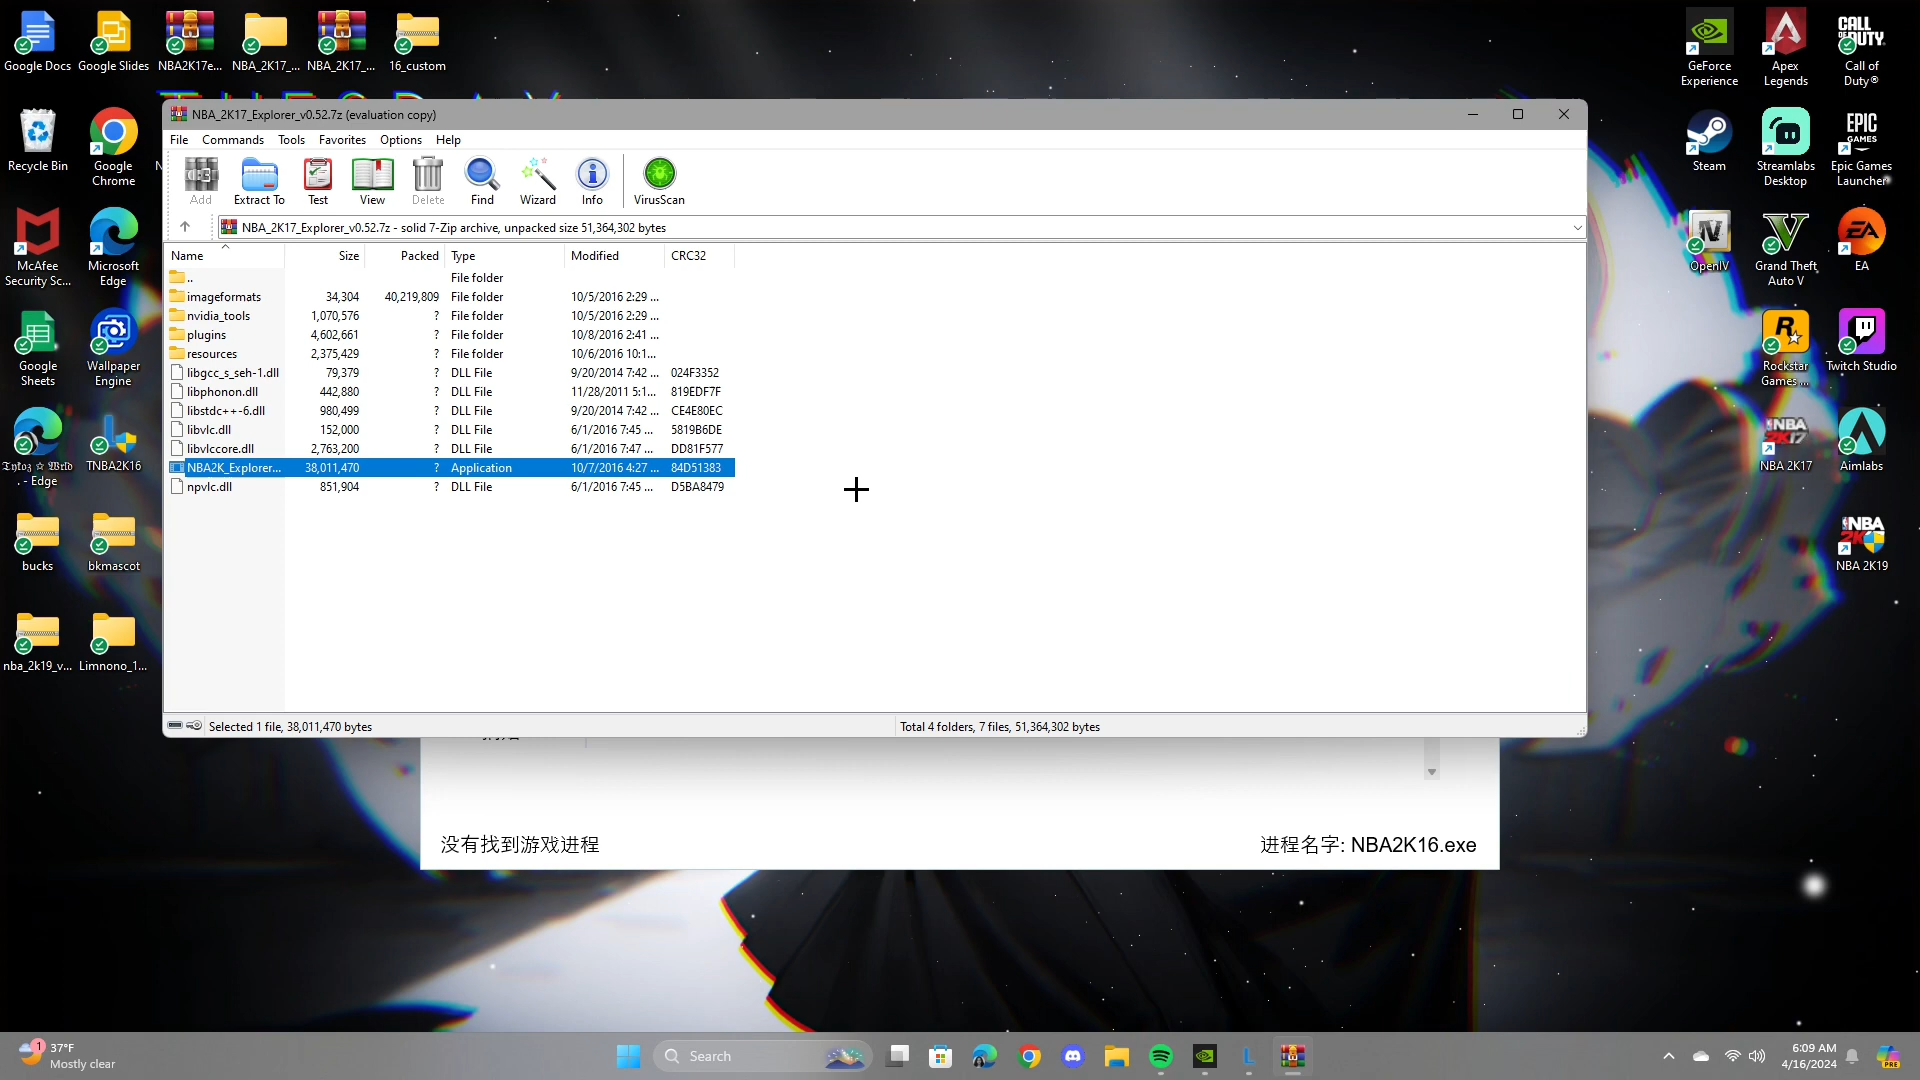 Google Docs
Google Slides
NBA2K17e...
NBA_2K17_...
NBA_2K17_...
16_custom
GeForce
Experience
Apex
Legends
CALL OF DUTY.
Call of
Duty®
TUESDAY
NBA_2K17_Explorer_v0.52.7z (evaluation copy)
File Commands Tools Favorites Options Help
Add Extract To Test View Delete Find Wizard Info VirusScan
NBA_2K17_Explorer_v0.52.7z - solid 7-Zip archive, unpacked size 51,364,302 bytes
Name Size Packed Type Modified CRC32
.. File folder
imageformats 34,304 40,219,809 File folder 10/5/2016 2:29 ...
nvidia_tools 1,070,576 ? File folder 10/5/2016 2:29 ...
plugins 4,602,661 ? File folder 10/8/2016 2:41 ...
resources 2,375,429 ? File folder 10/6/2016 10:1...
libgcc_s_seh-1.dll 79,379 ? DLL File 9/20/2014 7:42 ... 024F3352
libphonon.dll 442,880 ? DLL File 11/28/2011 5:1... 819EDF7F
libstdc++-6.dll 980,499 ? DLL File 9/20/2014 7:42 ... CE4E80EC
libvlc.dll 152,000 ? DLL File 6/1/2016 7:45 ... 5819B6DE
libvlccore.dll 2,763,200 ? DLL File 6/1/2016 7:47 ... DD81F577
NBA2K_Explorer... 38,011,470 ? Application 10/7/2016 4:27 ... 84D51383
npvlc.dll 851,904 ? DLL File 6/1/2016 7:45 ... D5BA8479
Selected 1 file, 38,011,470 bytes
Total 4 folders, 7 files, 51,364,302 bytes
Recycle Bin
Google
Chrome
N
McAfee
Security Sc...
Microsoft
Edge
Google
Sheets
Wallpaper
Engine
. - Edge
TNBA2K16
bucks
bkmascot
nba_2k19_v...
Limnono_1...
Steam
Streamlabs
Desktop
EPIC
GAMES
Epic Games
Launcher
OpenIV
Grand Theft
Auto V
EA
EA
Rockstar
Games ...
Twitch Studio
NBA
2K17
NBA 2K17
Aimlabs
NBA
2K19
NBA 2K19
没有找到游戏进程
进程名字: NBA2K16.exe
1
37°F
Mostly clear
Search
6:09 AM
4/16/2024
PRE